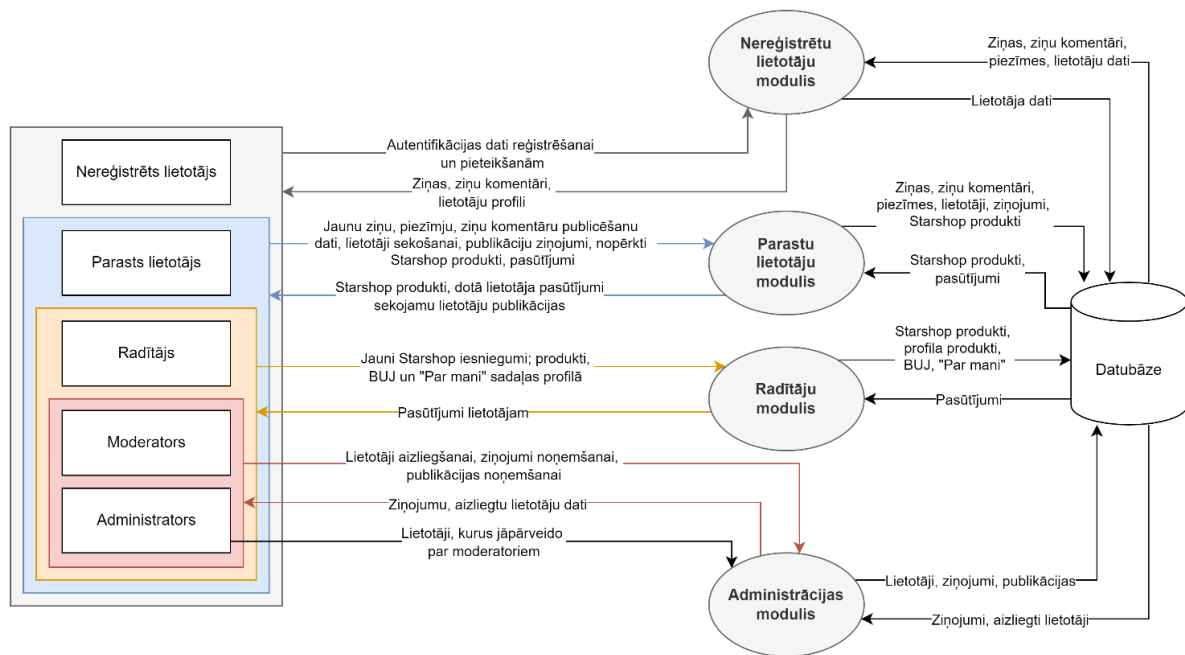 Nereģistrētu
lietotāju
modulis
Ziņas, ziņu komentāri,
piezīmes, lietotāju dati
Lietotāja dati
Nereģistrēts lietotājs
Autentifikācijas dati reģistrēšanai
un pieteikšanām
Ziņas, ziņu komentāri,
lietotāju profili
Ziņas, ziņu komentāri,
piezīmes, lietotāji, ziņojumi,
Starshop produkti
Parasts lietotājs
Jaunu ziņu, piezīmju, ziņu komentāru publicēšanu
dati, lietotāji sekošanai, publikāciju ziņojumi, nopērkti
Starshop produkti, pasūtījumi
Parastu
lietotāju
modulis
Starshop produkti,
pasūtījumi
Starshop produkti, dotā lietotāja pasūtījumi
sekojamu lietotāju publikācijas
Radītājs
Jauni Starshop iesniegumi; produkti,
BUJ un "Par mani" sadaļas profilā
Radītāju
modulis
Starshop produkti,
profila produkti,
BUJ, "Par mani"
Datubāze
Pasūtījumi lietotājam
Pasūtījumi
Moderators
Lietotāji aizliegšanai, ziņojumi noņemšanai,
publikācijas noņemšanai
Administrators
Ziņojumu, aizliegtu lietotāju dati
Lietotāji, kurus jāpārveido
par moderatoriem
Administrācijas
modulis
Lietotāji, ziņojumi, publikācijas
Ziņojumi, aizliegti lietotāji